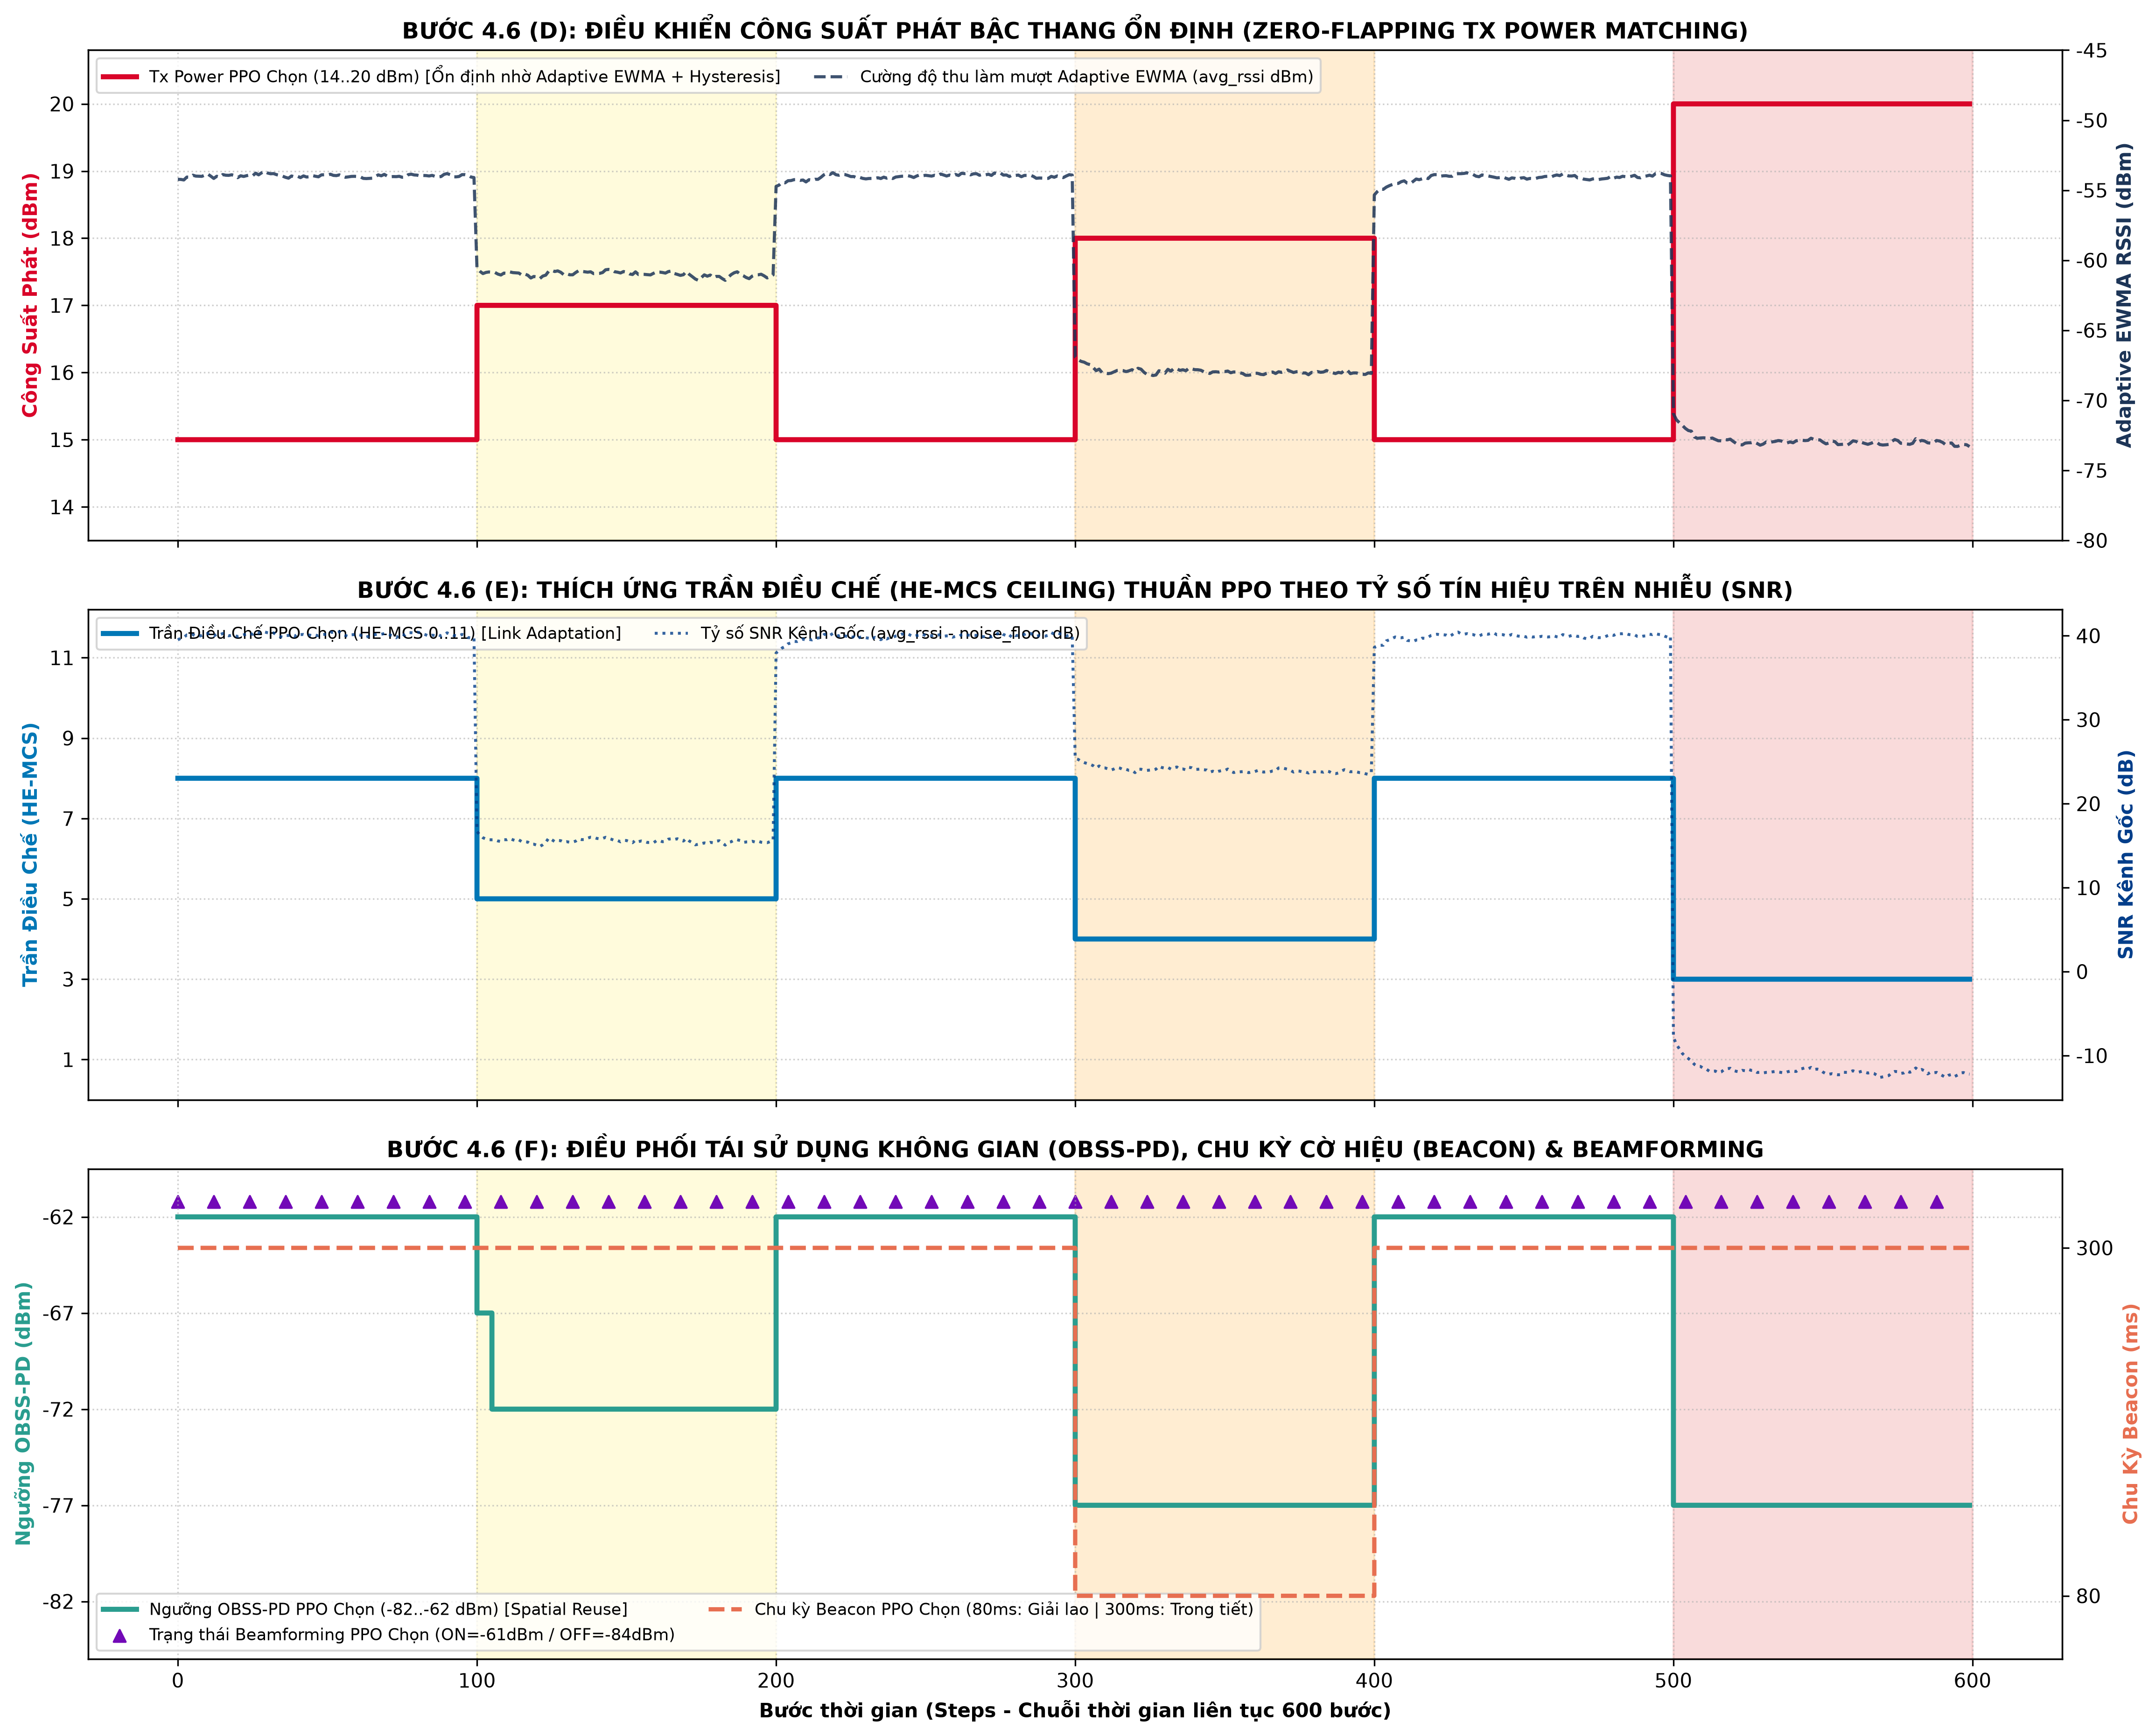 BƯỚC 4.6 (D): ĐIỀU KHIỂN CÔNG SUẤT PHÁT BẬC THANG ỔN ĐỊNH (ZERO-FLAPPING TX POWER MATCHING)
Tx Power PPO Chọn (14..20 dBm) [Ổn định nhờ Adaptive EWMA + Hysteresis]
Cường độ thu làm mượt Adaptive EWMA (avg_rssi dBm)
Công Suất Phát (dBm)
20
19
18
17
16
15
14
-45
-50
-55
-60
-65
-70
-75
-80
Adaptive EWMA RSSI (dBm)
BƯỚC 4.6 (E): THÍCH ỨNG TRẦN ĐIỀU CHẾ (HE-MCS CEILING) THUẦN PPO THEO TỶ SỐ TÍN HIỆU TRÊN NHIỄU (SNR)
Trần Điều Chế PPO Chọn (HE-MCS 0..11) [Link Adaptation]
Tỷ số SNR Kênh Gốc (avg_rssi - noise_floor dB)
Trần Điều Chế (HE-MCS)
11
9
7
5
3
1
40
30
20
10
0
-10
SNR Kênh Gốc (dB)
BƯỚC 4.6 (F): ĐIỀU PHỐI TÁI SỬ DỤNG KHÔNG GIAN (OBSS-PD), CHU KỲ CỜ HIỆU (BEACON) & BEAMFORMING
Ngưỡng OBSS-PD (dBm)
-62
-67
-72
-77
-82
300
80
Chu Kỳ Beacon (ms)
Ngưỡng OBSS-PD PPO Chọn (-82..-62 dBm) [Spatial Reuse]
Trạng thái Beamforming PPO Chọn (ON=-61dBm / OFF=-84dBm)
Chu kỳ Beacon PPO Chọn (80ms: Giải lao | 300ms: Trong tiết)
0
100
200
300
400
500
600
Bước thời gian (Steps - Chuỗi thời gian liên tục 600 bước)